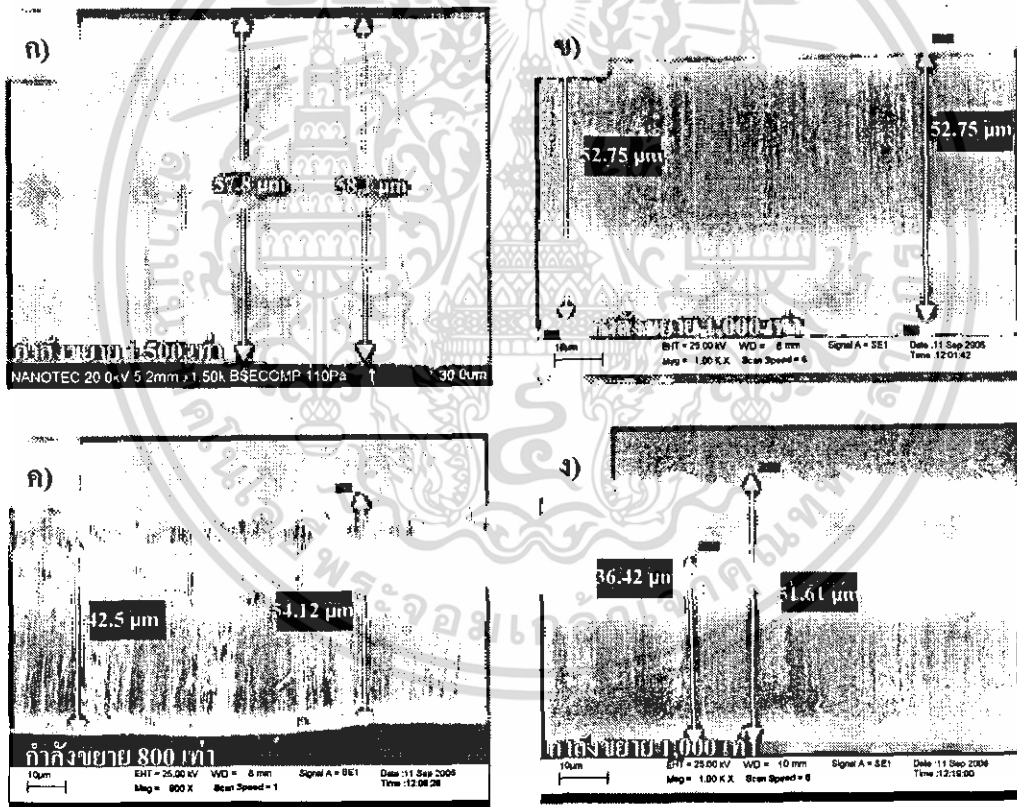 ก)
57.8 µm
58.1 µm
กำลังขยาย 1,500 เท่า
NANOTEC 20.0kV 5.2mm x1.50k BSECOMP 110Pa 30.0um
ข)
52.75 µm
52.75 µm
กำลังขยาย 1,000 เท่า
10µm
EHT = 25.00 kV WD = 8 mm Signal A = SE1 Date :11 Sep 2006
Mag = 1.00 K X Scan Speed = 6 Time :12:01:42
ค)
42.5 µm
54.12 µm
กำลังขยาย 800 เท่า
10µm
EHT = 25.00 kV WD = 8 mm Signal A = SE1 Date :11 Sep 2006
Mag = 800 X Scan Speed = 1
ง)
36.42 µm
51.61 µm
กำลังขยาย 1,000 เท่า
10µm
EHT = 25.00 kV WD = 10 mm Signal A = SE1 Date :11 Sep 2006
Mag = 1.00 K X Scan Speed = 6 Time :12:19:00